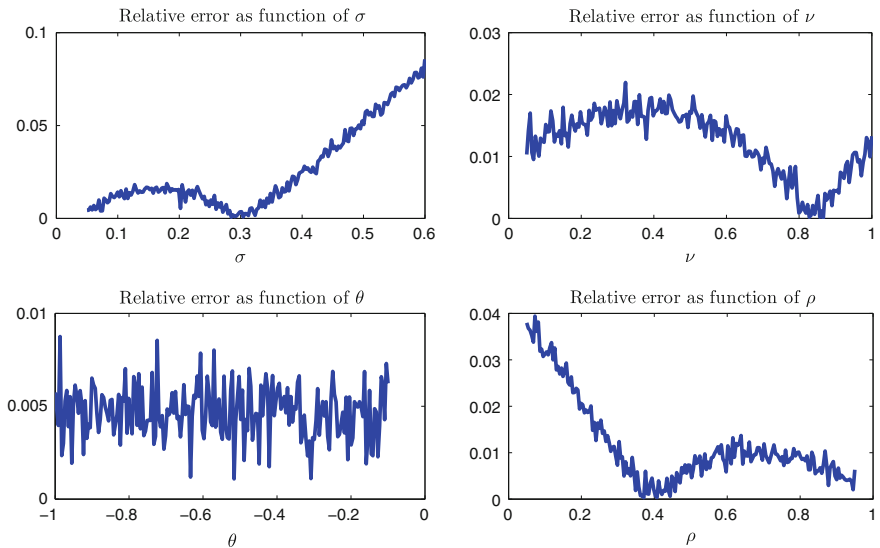 Relative error as function of σ
0.1
0.05
0
0 0.1 0.2 0.3 0.4 0.5 0.6
σ
Relative error as function of ν
0.03
0.02
0.01
0
0 0.2 0.4 0.6 0.8 1
ν
Relative error as function of θ
0.01
0.005
0
−1 −0.8 −0.6 −0.4 −0.2 0
θ
Relative error as function of ρ
0.04
0.03
0.02
0.01
0
0 0.2 0.4 0.6 0.8 1
ρ